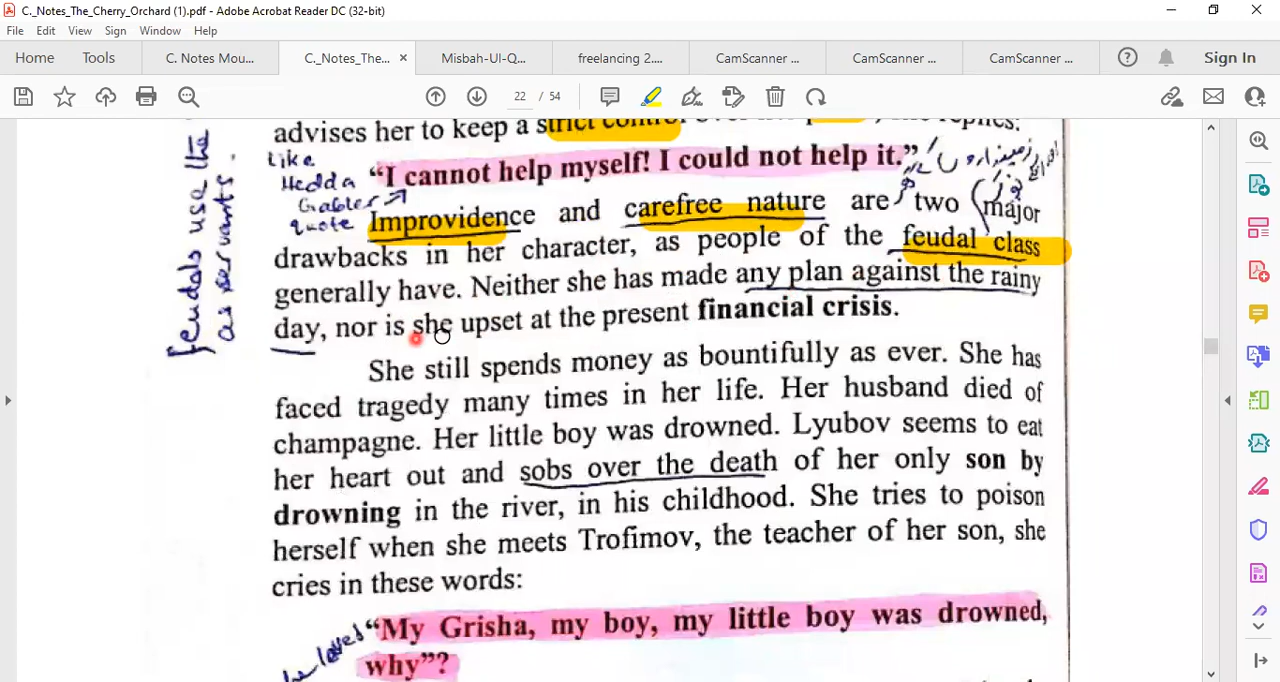 C._Notes_The_Cherry_Orchard (1).pdf - Adobe Acrobat Reader DC (32-bit)
File Edit View Sign Window Help
Home Tools C. Notes Mou... C._Notes_The... × Misbah-Ul-Q... freelancing 2.... CamScanner ... CamScanner ... CamScanner ... Sign In
22 / 54
advises her to keep a strict control
replies:
Like
Hedda
Gabler
quote
feudals use the
as servants.
"I cannot help myself! I could not help it."
Improvidence and carefree nature are two major
drawbacks in her character, as people of the feudal class
generally have. Neither she has made any plan against the rainy
day, nor is she upset at the present financial crisis.
She still spends money as bountifully as ever. She has
faced tragedy many times in her life. Her husband died of
champagne. Her little boy was drowned. Lyubov seems to eat
her heart out and sobs over the death of her only son by
drowning in the river, in his childhood. She tries to poison
herself when she meets Trofimov, the teacher of her son, she
cries in these words:
loved
"My Grisha, my boy, my little boy was drowned,
why"?